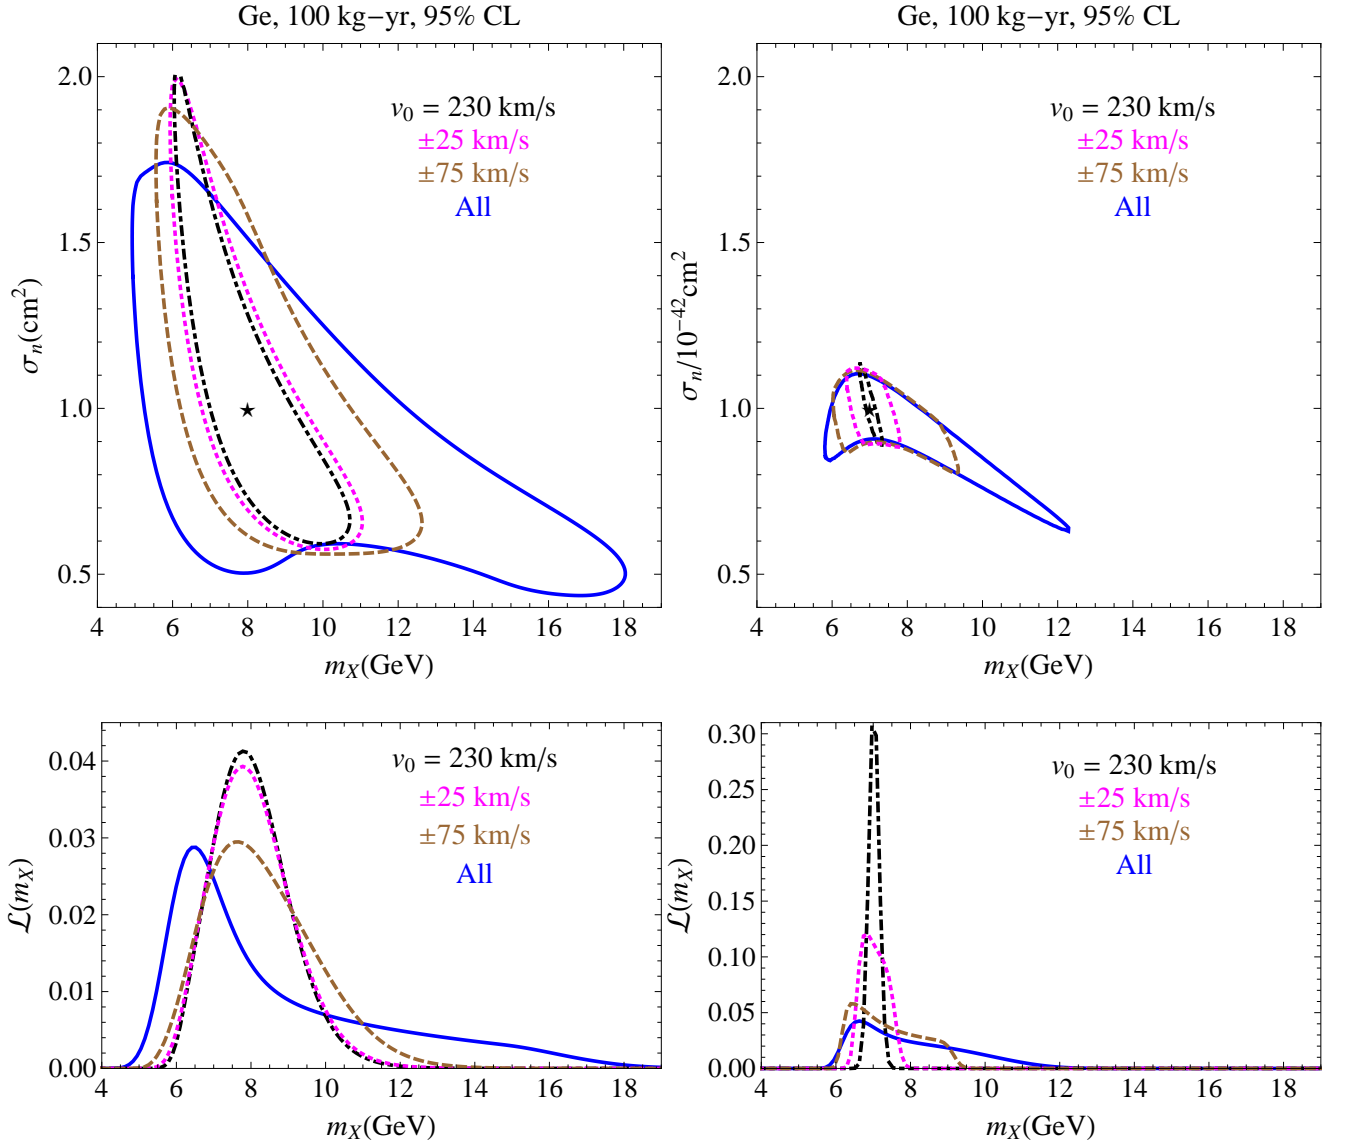 Ge, 100 kg−yr, 95% CL
2.0
1.5
1.0
0.5
σn(cm²)
v₀ = 230 km/s
±25 km/s
±75 km/s
All
4 6 8 10 12 14 16 18
mX(GeV)
Ge, 100 kg−yr, 95% CL
2.0
1.5
1.0
0.5
σn/10⁻⁴²cm²
v₀ = 230 km/s
±25 km/s
±75 km/s
All
4 6 8 10 12 14 16 18
mX(GeV)
0.04
0.03
0.02
0.01
0.00
ℒ(mX)
v₀ = 230 km/s
±25 km/s
±75 km/s
All
4 6 8 10 12 14 16 18
mX(GeV)
0.30
0.25
0.20
0.15
0.10
0.05
0.00
ℒ(mX)
v₀ = 230 km/s
±25 km/s
±75 km/s
All
4 6 8 10 12 14 16 18
mX(GeV)